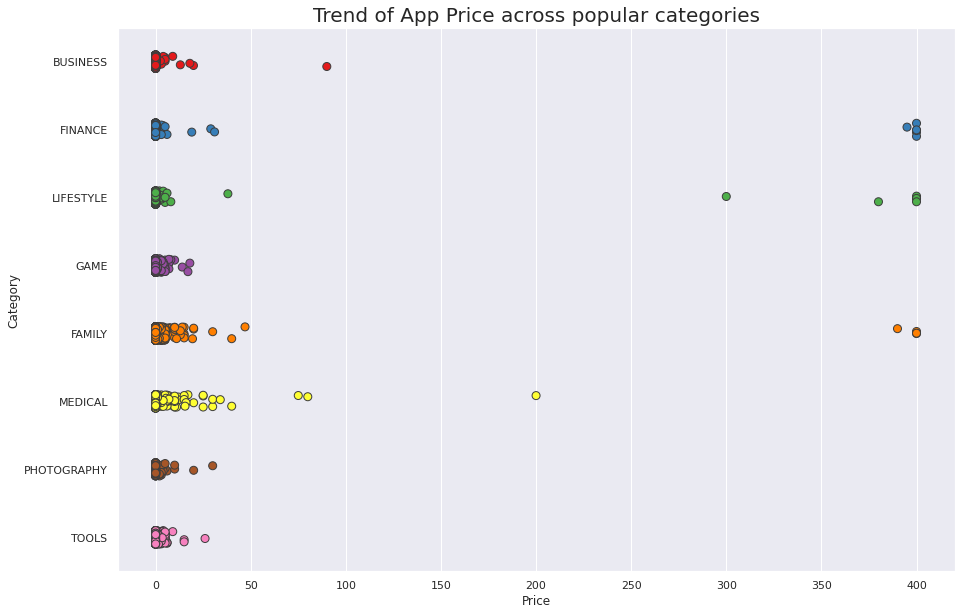 Trend of App Price across popular categories
BUSINESS
FINANCE
LIFESTYLE
GAME
FAMILY
MEDICAL
PHOTOGRAPHY
TOOLS
Category
0 50 100 150 200 250 300 350 400
Price